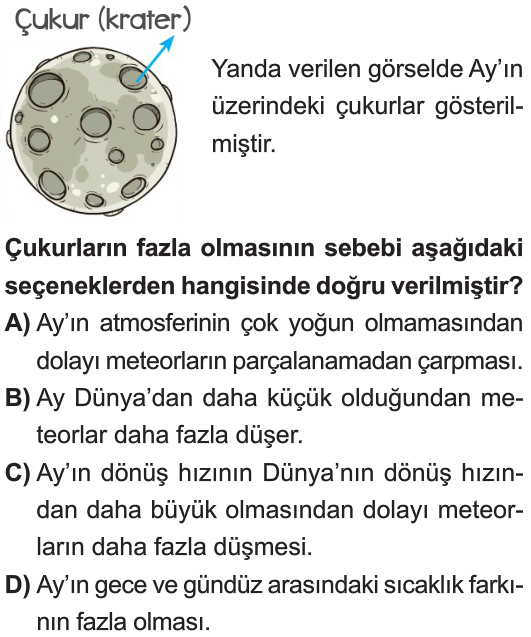 Çukur (krater)
Yanda verilen görselde Ay’ın
üzerindeki çukurlar gösteril-
miştir.
Çukurların fazla olmasının sebebi aşağıdaki
seçeneklerden hangisinde doğru verilmiştir?
A) Ay’ın atmosferinin çok yoğun olmamasından
dolayı meteorların parçalanamadan çarpması.
B) Ay Dünya’dan daha küçük olduğundan me-
teorlar daha fazla düşer.
C) Ay’ın dönüş hızının Dünya’nın dönüş hızın-
dan daha büyük olmasından dolayı meteor-
ların daha fazla düşmesi.
D) Ay’ın gece ve gündüz arasındaki sıcaklık farkı-
nın fazla olması.